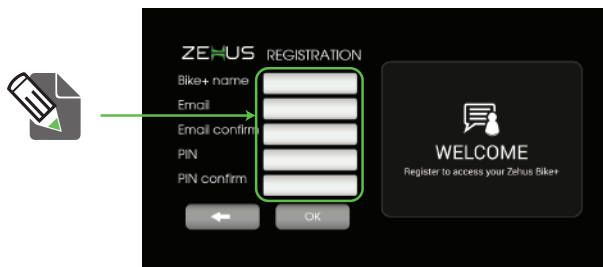 ZEHUS REGISTRATION
Bike+ name
Email
Email confirm
PIN
PIN confirm
OK
WELCOME
Register to access your Zehus Bike+